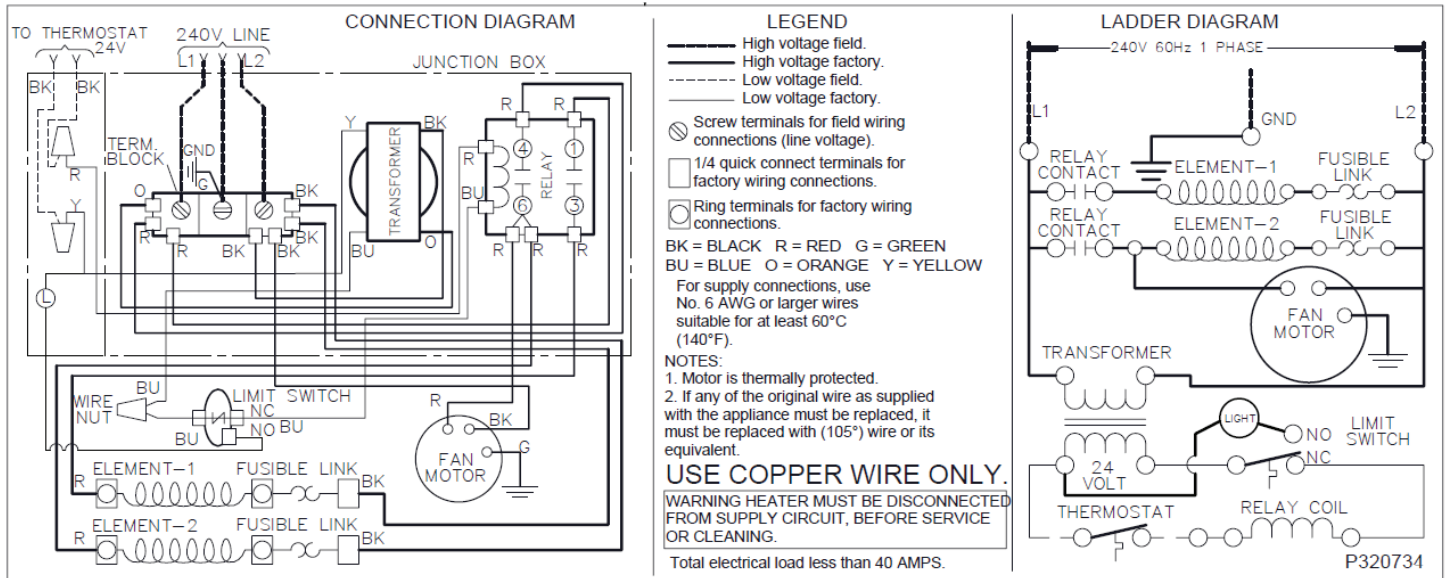 CONNECTION DIAGRAM
TO THERMOSTAT
24V
240V LINE
Y Y
L1 Y Y Y L2
JUNCTION BOX
BK BK
R R
Y BK
TERM.
BLOCK
GND
G
R
Y
O
BK
R
BK
R BK BK
TRANSFORMER
BU
O
R
BU
4 1
RELAY
6 3
R R R
L
BU
WIRE
NUT
LIMIT SWITCH
NC
NO BU
BU
R
BK
G
FAN
MOTOR
ELEMENT-1 FUSIBLE LINK
R BK
ELEMENT-2 FUSIBLE LINK
R BK
LEGEND
High voltage field.
High voltage factory.
Low voltage field.
Low voltage factory.
Screw terminals for field wiring
connections (line voltage).
1/4 quick connect terminals for
factory wiring connections.
Ring terminals for factory wiring
connections.
BK = BLACK R = RED G = GREEN
BU = BLUE O = ORANGE Y = YELLOW
For supply connections, use
No. 6 AWG or larger wires
suitable for at least 60°C
(140°F).
NOTES:
1. Motor is thermally protected.
2. If any of the original wire as supplied
with the appliance must be replaced, it
must be replaced with (105°) wire or its
equivalent.
USE COPPER WIRE ONLY.
WARNING HEATER MUST BE DISCONNECTED
FROM SUPPLY CIRCUIT, BEFORE SERVICE
OR CLEANING.
Total electrical load less than 40 AMPS.
LADDER DIAGRAM
240V 60Hz 1 PHASE
L1
GND
L2
RELAY
CONTACT
ELEMENT-1
FUSIBLE
LINK
RELAY
CONTACT
ELEMENT-2
FUSIBLE
LINK
FAN
MOTOR
TRANSFORMER
LIGHT
NO
LIMIT
SWITCH
NC
24
VOLT
THERMOSTAT
RELAY COIL
P320734